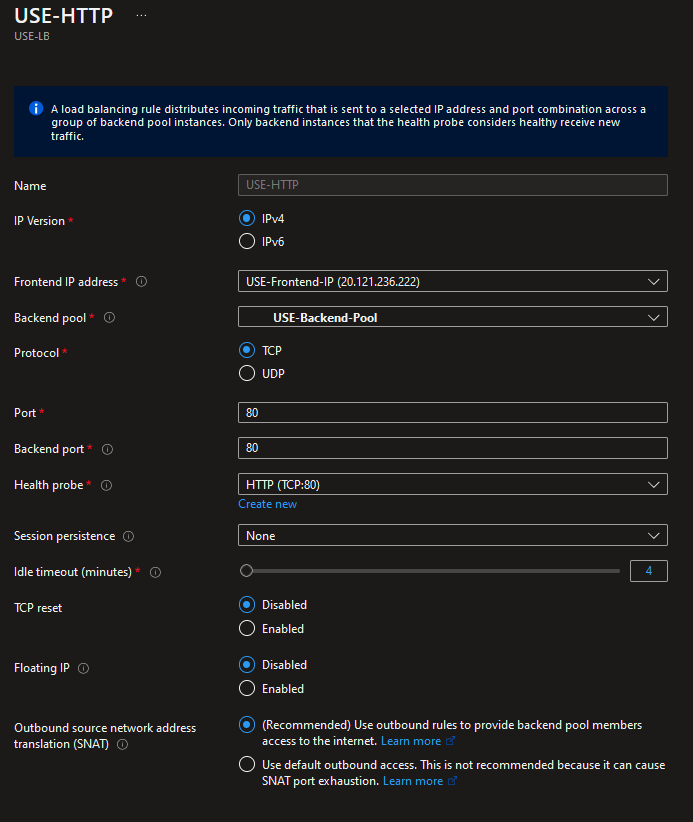 USE-HTTP ...
USE-LB
A load balancing rule distributes incoming traffic that is sent to a selected IP address and port combination across a
group of backend pool instances. Only backend instances that the health probe considers healthy receive new
traffic.
Name USE-HTTP
IP Version * IPv4
IPv6
Frontend IP address * USE-Frontend-IP (20.121.236.222)
Backend pool * USE-Backend-Pool
Protocol * TCP
UDP
Port * 80
Backend port * 80
Health probe * HTTP (TCP:80)
Create new
Session persistence None
Idle timeout (minutes) * 4
TCP reset Disabled
Enabled
Floating IP Disabled
Enabled
Outbound source network address
translation (SNAT)
(Recommended) Use outbound rules to provide backend pool members
access to the internet. Learn more
Use default outbound access. This is not recommended because it can cause
SNAT port exhaustion. Learn more